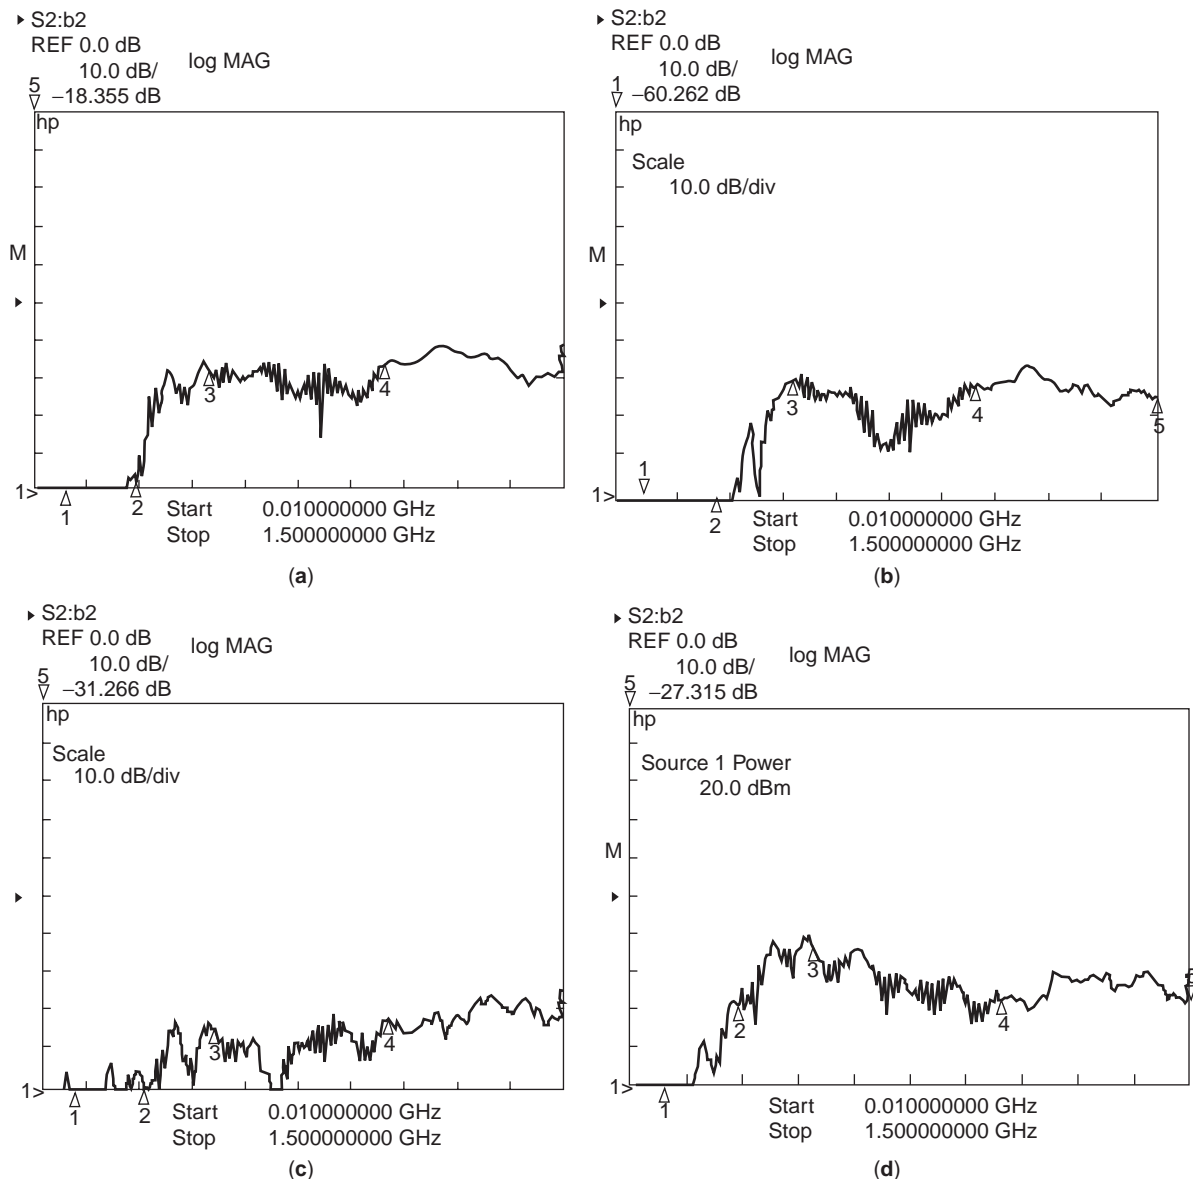 S2:b2
REF 0.0 dB
10.0 dB/
log MAG
5
−18.355 dB
hp
M
3
4
1>
1
2
Start 0.010000000 GHz
Stop 1.500000000 GHz
(a)
S2:b2
REF 0.0 dB
10.0 dB/
log MAG
1
−60.262 dB
hp
Scale
10.0 dB/div
M
3
4
5
1
1>
2
Start 0.010000000 GHz
Stop 1.500000000 GHz
(b)
S2:b2
REF 0.0 dB
10.0 dB/
log MAG
5
−31.266 dB
hp
Scale
10.0 dB/div
3
4
1>
1
2
Start 0.010000000 GHz
Stop 1.500000000 GHz
(c)
S2:b2
REF 0.0 dB
10.0 dB/
log MAG
5
−27.315 dB
hp
Source 1 Power
20.0 dBm
M
3
2
4
1>
1
Start 0.010000000 GHz
Stop 1.500000000 GHz
(d)